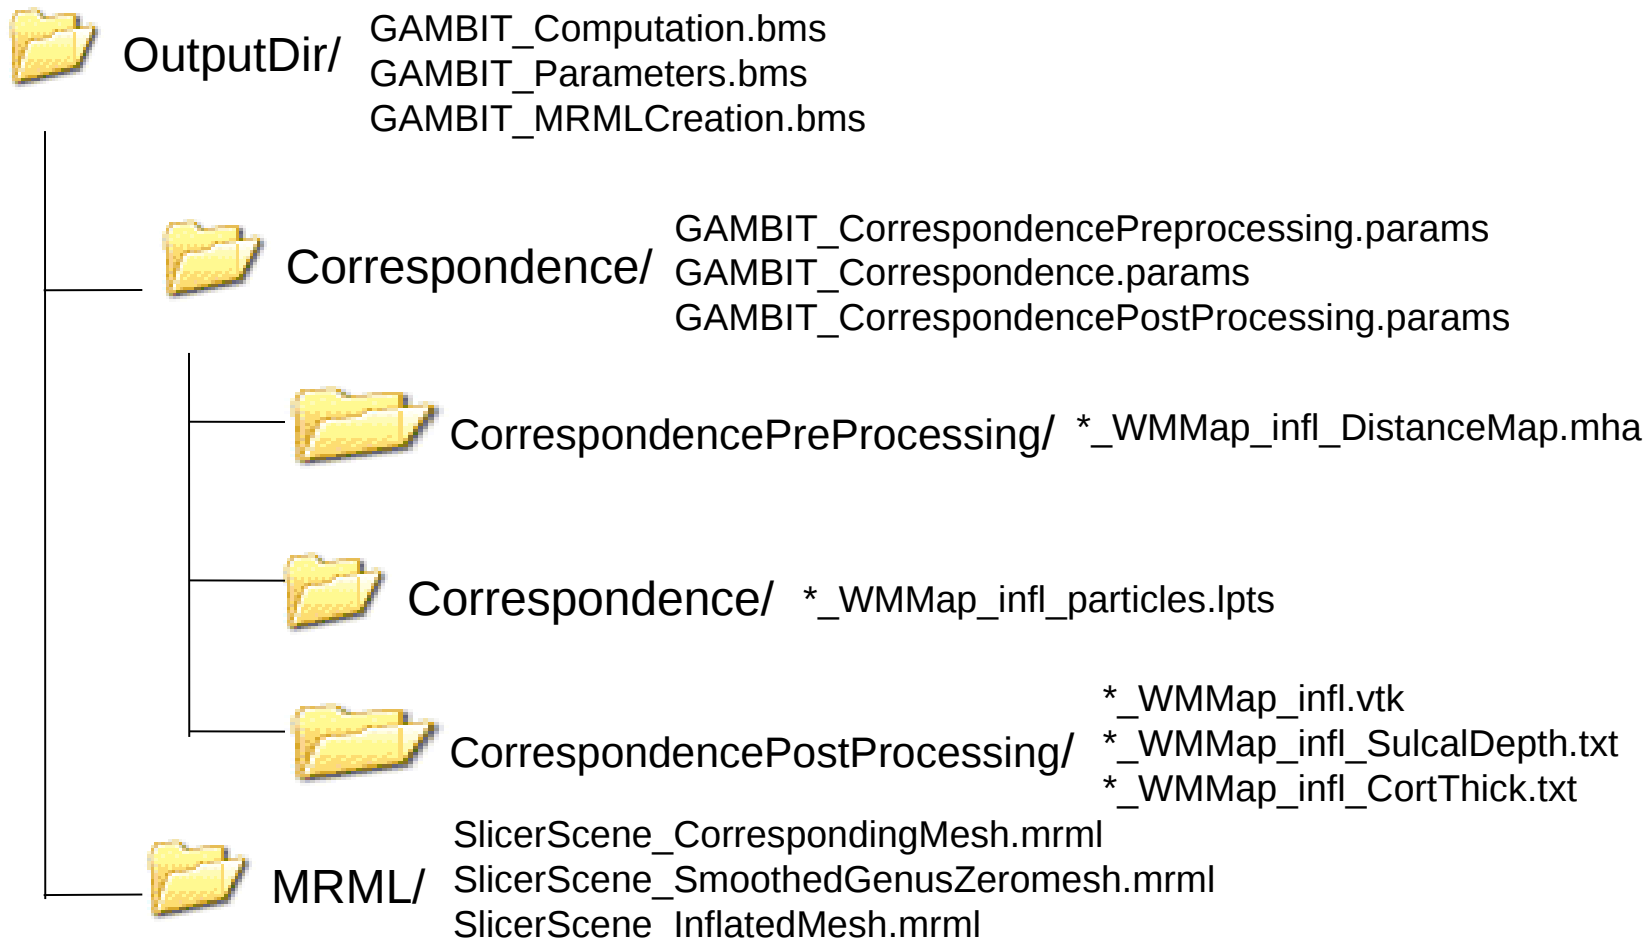 OutputDir/
GAMBIT_Computation.bms
GAMBIT_Parameters.bms
GAMBIT_MRMLCreation.bms
Correspondence/
GAMBIT_CorrespondencePreprocessing.params
GAMBIT_Correspondence.params
GAMBIT_CorrespondencePostProcessing.params
CorrespondencePreProcessing/
*_WMMap_infl_DistanceMap.mha
Correspondence/
*_WMMap_infl_particles.lpts
CorrespondencePostProcessing/
*_WMMap_infl.vtk
*_WMMap_infl_SulcalDepth.txt
*_WMMap_infl_CortThick.txt
MRML/
SlicerScene_CorrespondingMesh.mrml
SlicerScene_SmoothedGenusZeromesh.mrml
SlicerScene_InflatedMesh.mrml